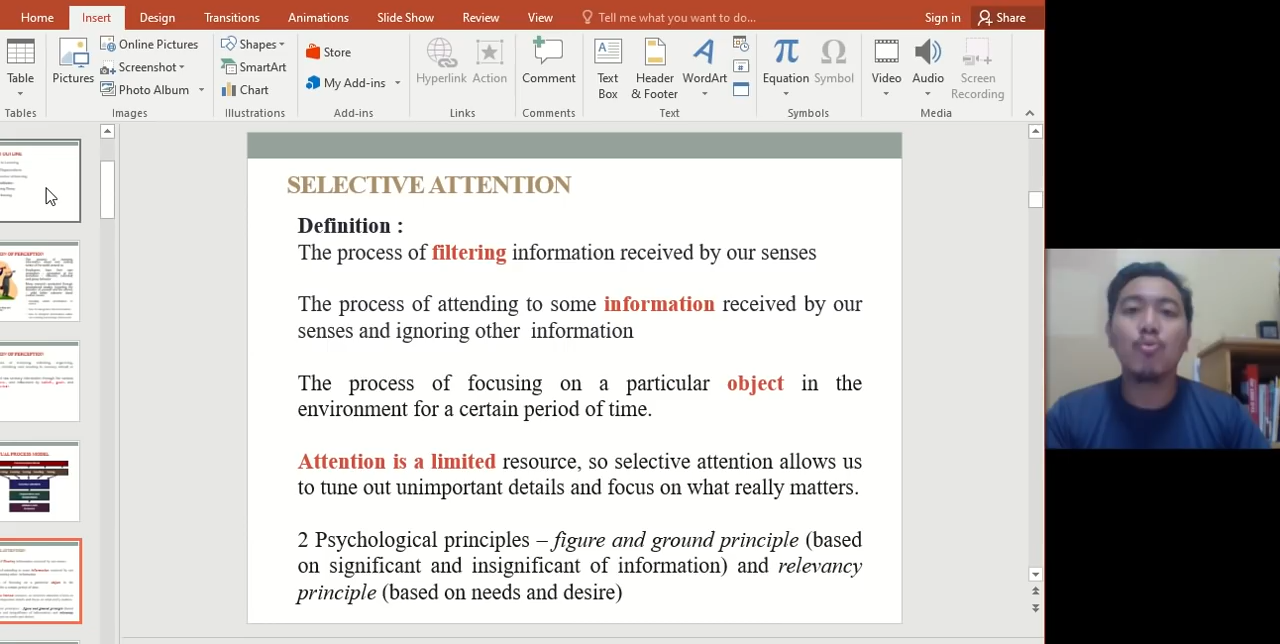 Home Insert Design Transitions Animations Slide Show Review View Tell me what you want to do... Sign in Share
Table
Pictures
Online Pictures
Screenshot
Photo Album
Shapes
SmartArt
Chart
Store
My Add-ins
Hyperlink Action
Comment
Text Box
Header & Footer
WordArt
Equation Symbol
Video Audio Screen Recording
Tables Images Illustrations Add-ins Links Comments Text Symbols Media
SELECTIVE ATTENTION
Definition :
The process of filtering information received by our senses
The process of attending to some information received by our
senses and ignoring other information
The process of focusing on a particular object in the
environment for a certain period of time.
Attention is a limited resource, so selective attention allows us
to tune out unimportant details and focus on what really matters.
2 Psychological principles – figure and ground principle (based
on significant and insignificant of information) and relevancy
principle (based on needs and desire)